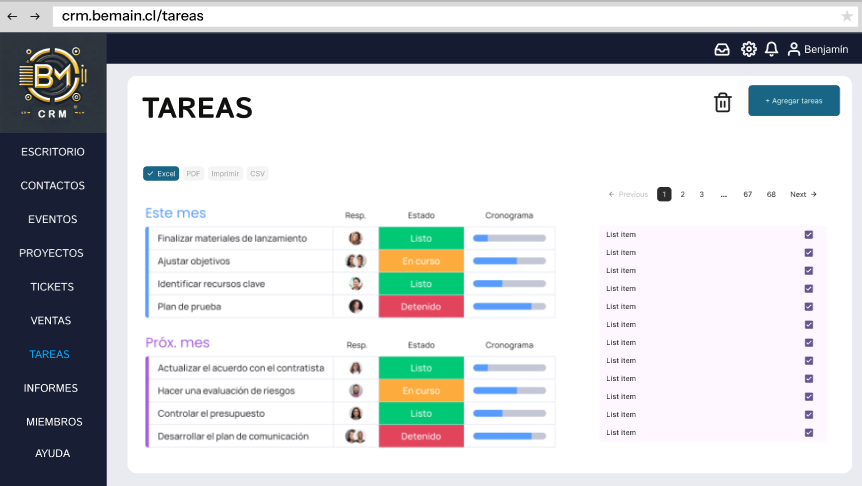 crm.bemain.cl/tareas
Benjamin
BM
CRM
ESCRITORIO
CONTACTOS
EVENTOS
PROYECTOS
TICKETS
VENTAS
TAREAS
INFORMES
MIEMBROS
AYUDA
TAREAS
+ Agregar tareas
Excel PDF Imprimir CSV
Este mes Resp. Estado Cronograma
Finalizar materiales de lanzamiento Listo
Ajustar objetivos En curso
Identificar recursos clave Listo
Plan de prueba Detenido
Próx. mes Resp. Estado Cronograma
Actualizar el acuerdo con el contratista Listo
Hacer una evaluación de riesgos En curso
Controlar el presupuesto Listo
Desarrollar el plan de comunicación Detenido
← Previous 1 2 3 ... 67 68 Next →
List item
List item
List item
List item
List item
List item
List item
List item
List item
List item
List item
List item